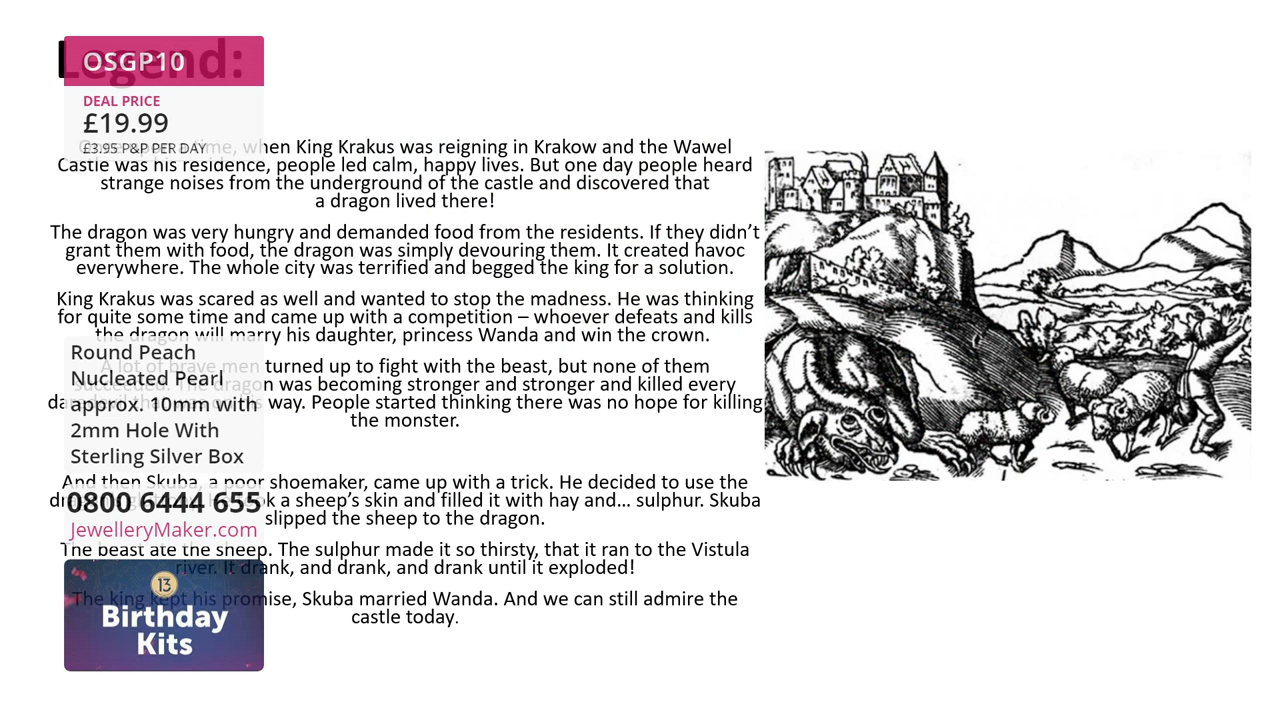 Legend:
OSGP10
DEAL PRICE
£19.99
£3.95 P&P PER DAY
time, when King Krakus was reigning in Krakow and the Wawel
Castle was his residence, people led calm, happy lives. But one day people heard
strange noises from the underground of the castle and discovered that
a dragon lived there!
The dragon was very hungry and demanded food from the residents. If they didn’t
grant them with food, the dragon was simply devouring them. It created havoc
everywhere. The whole city was terrified and begged the king for a solution.
King Krakus was scared as well and wanted to stop the madness. He was thinking
for quite some time and came up with a competition – whoever defeats and kills
the dragon will marry his daughter, princess Wanda and win the crown.
Round Peach
A lot of brave men turned up to fight with the beast, but none of them
Nucleated Pearl
succeeded. The dragon was becoming stronger and stronger and killed every
approx. 10mm with
way. People started thinking there was no hope for killing
the monster.
2mm Hole With
Sterling Silver Box
And then Skuba, a poor shoemaker, came up with a trick. He decided to use the
0800 6444 655
took a sheep’s skin and filled it with hay and… sulphur. Skuba
slipped the sheep to the dragon.
JewelleryMaker.com
The beast ate the sheep. The sulphur made it so thirsty, that it ran to the Vistula
river. It drank, and drank, and drank until it exploded!
13
Birthday
Kits
The king kept his promise, Skuba married Wanda. And we can still admire the
castle today.